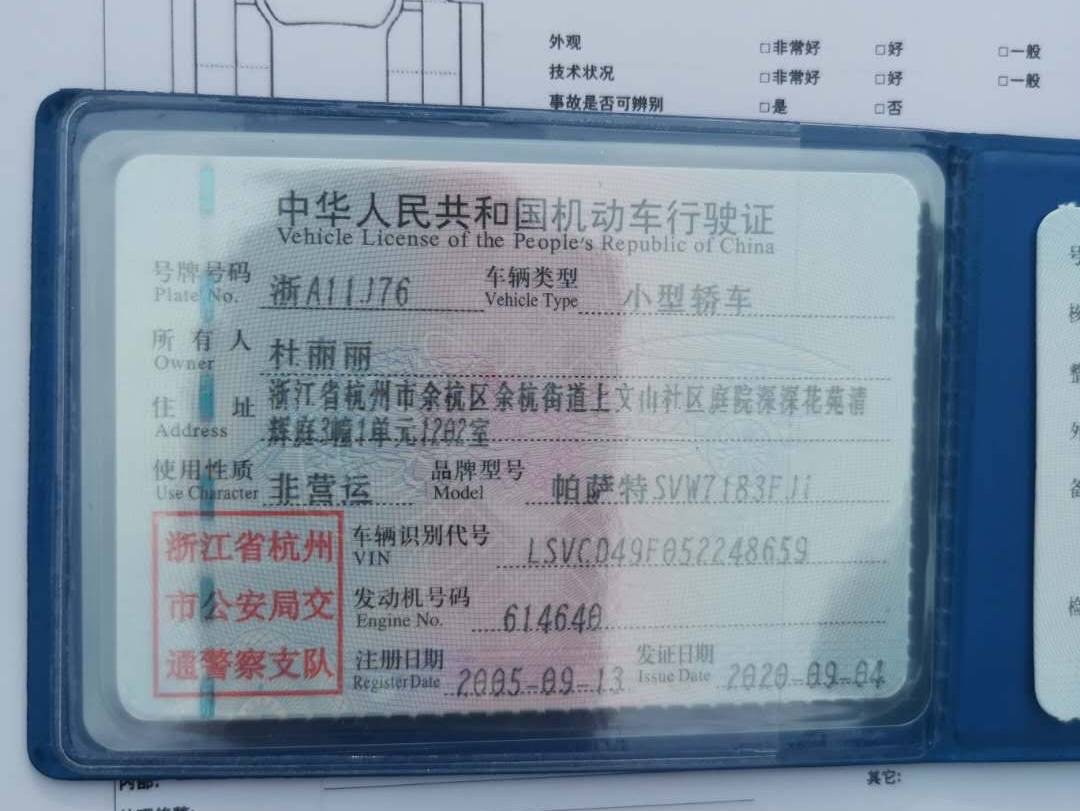 外观 □非常好 □好 □一般
技术状况 □非常好 □好 □一般
事故是否可辨别 □是 □否
中华人民共和国机动车行驶证
Vehicle License of the People's Republic of China
号牌号码 浙A11J76 车辆类型 小型轿车
Plate No. Vehicle Type
所有人 杜丽丽
Owner
住址 浙江省杭州市余杭区余杭街道上文山社区庭院深深花苑清
Address 辉庭3幢1单元1202室
使用性质 非营运 品牌型号 帕萨特SVW7183FJi
Use Character Model
浙江省杭州 车辆识别代号 LSVCD49F052248659
VIN
市公安局交 发动机号码 614640
Engine No.
通警察支队 注册日期 2005-09-13 发证日期 2020-09-04
Register Date Issue Date
内部:
其它: